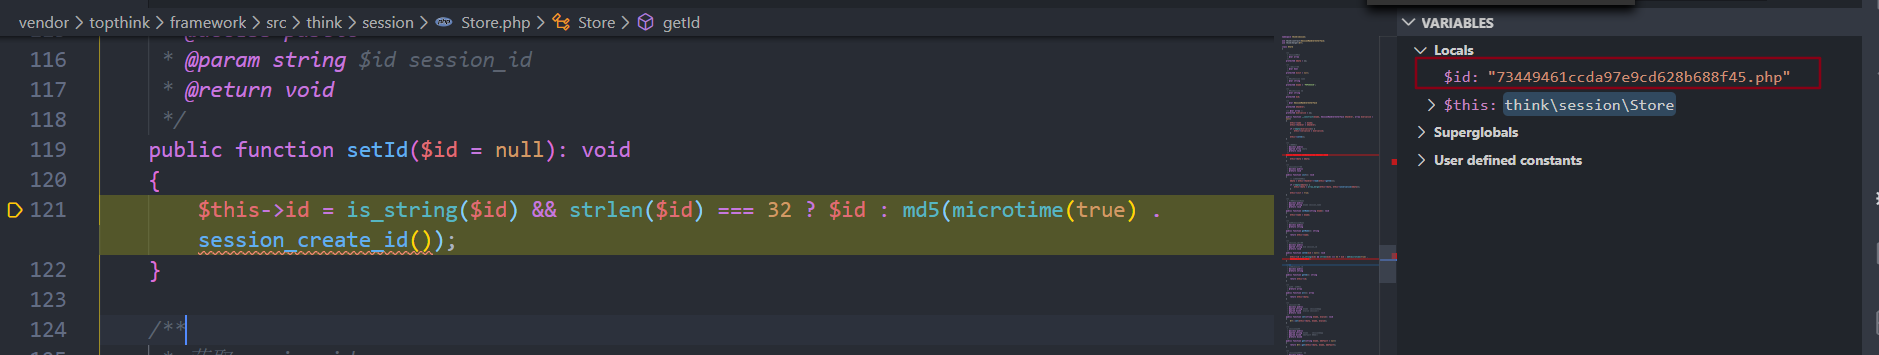 vendor > topthink > framework > src > think > session > Store.php > Store > getId
116 * @param string $id session_id
117 * @return void
118 */
119 public function setId($id = null): void
120 {
121 $this->id = is_string($id) && strlen($id) === 32 ? $id : md5(microtime(true) .
session_create_id());
122 }
123
124 /**
VARIABLES
Locals
$id: "73449461ccda97e9cd628b688f45.php"
$this: think\session\Store
Superglobals
User defined constants